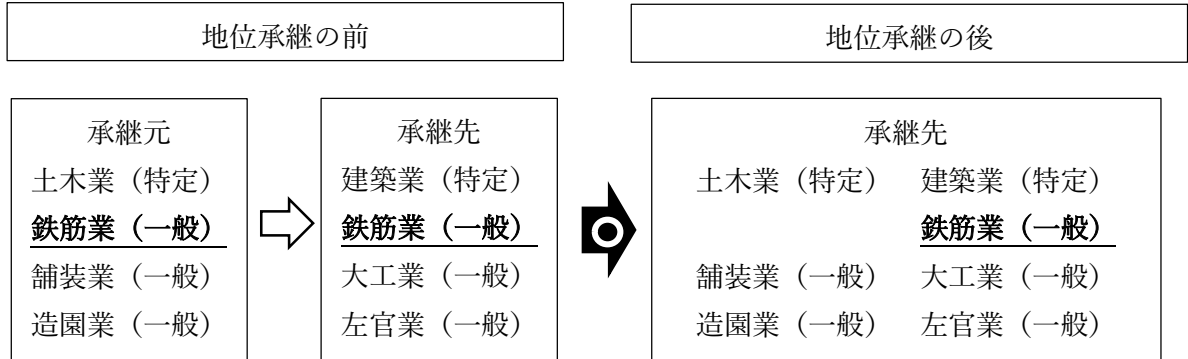 地位承継の前
地位承継の後
承継元
土木業（特定）
鉄筋業（一般）
舗装業（一般）
造園業（一般）
承継先
建築業（特定）
鉄筋業（一般）
大工業（一般）
左官業（一般）
承継先
土木業（特定） 建築業（特定）
鉄筋業（一般）
舗装業（一般） 大工業（一般）
造園業（一般） 左官業（一般）